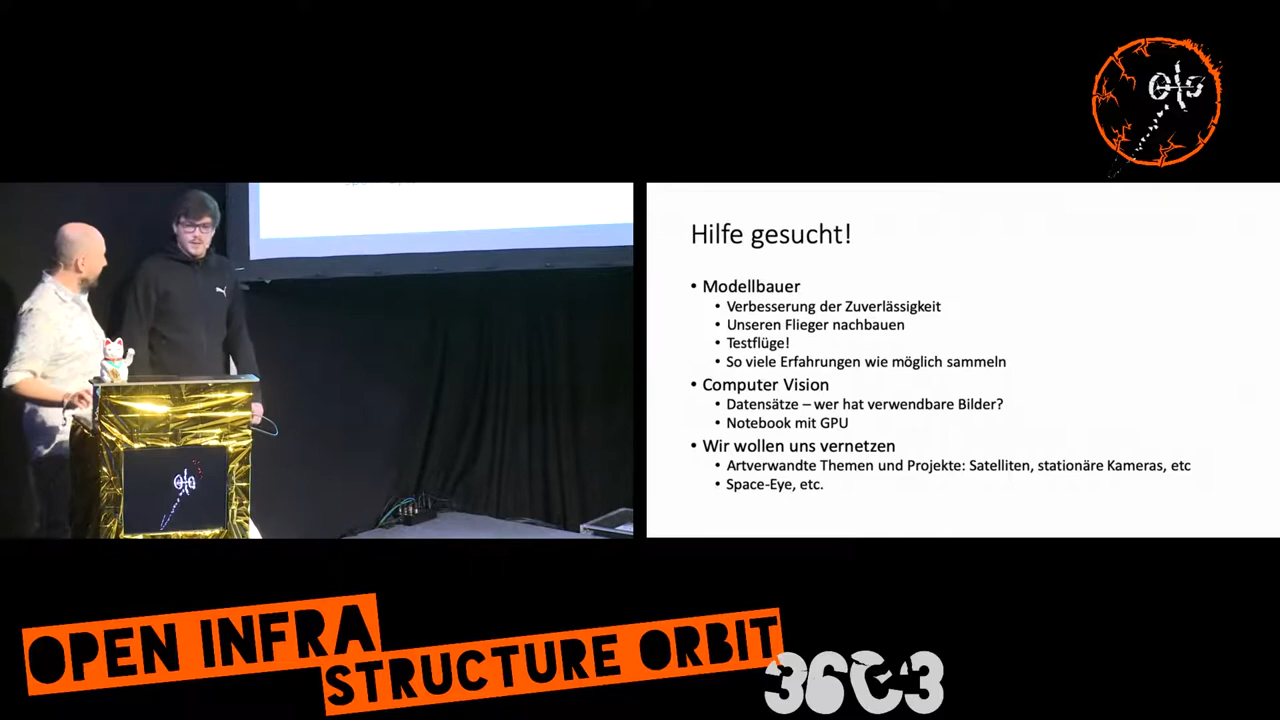 OIO
Hilfe gesucht!
• Modellbauer
• Verbesserung der Zuverlässigkeit
• Unseren Flieger nachbauen
• Testflüge!
• So viele Erfahrungen wie möglich sammeln
• Computer Vision
• Datensätze – wer hat verwendbare Bilder?
• Notebook mit GPU
• Wir wollen uns vernetzen
• Artverwandte Themen und Projekte: Satelliten, stationäre Kameras, etc
• Space-Eye, etc.
OIO
OPEN INFRA
STRUCTURE ORBIT
36C3